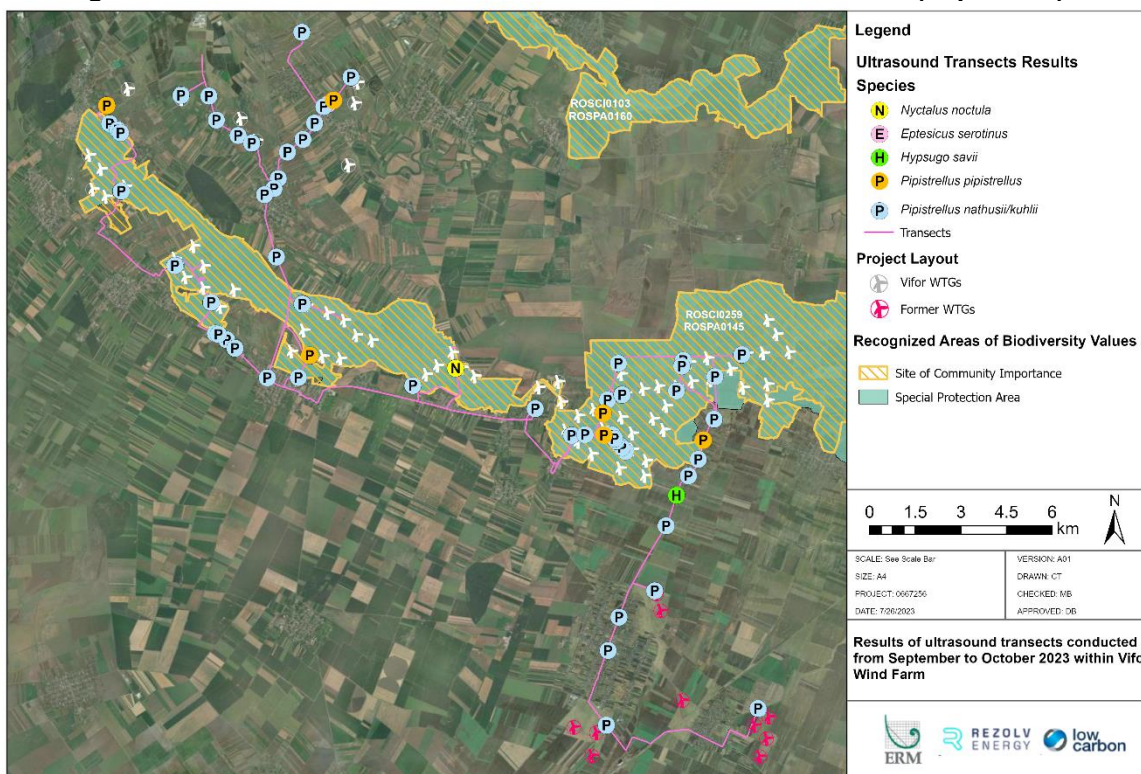 Legend
Ultrasound Transects Results
Species
N Nyctalus noctula
E Eptesicus serotinus
H Hypsugo savii
P Pipistrellus pipistrellus
P Pipistrellus nathusii/kuhlii
Transects
Project Layout
Vifor WTGs
Former WTGs
Recognized Areas of Biodiversity Values
Site of Community Importance
Special Protection Area
0 1.5 3 4.5 6
km
N
SCALE: See Scale Bar
VERSION: A01
SIZE: A4
DRAWN: CT
PROJECT: 0667256
CHECKED: MB
DATE: 7/26/2023
APPROVED: DB
Results of ultrasound transects conducted
from September to October 2023 within Vifo
Wind Farm
ERM
REZOLV
ENERGY
low
carbon
ROSCI0103
ROSPA0160
ROSCI0259
ROSPA0145